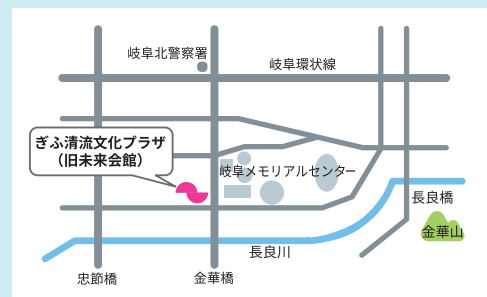 岐阜北警察署
岐阜環状線
ぎふ清流文化プラザ
（旧未来会館）
岐阜メモリアルセンター
長良橋
金華山
長良川
忠節橋
金華橋